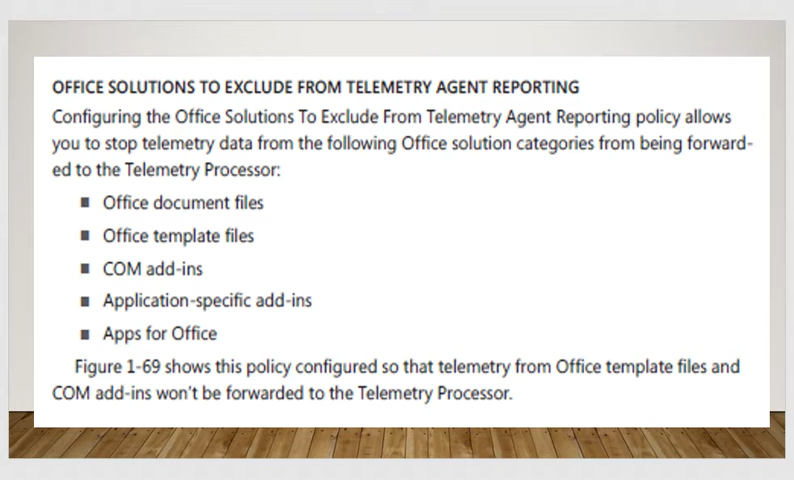 OFFICE SOLUTIONS TO EXCLUDE FROM TELEMETRY AGENT REPORTING
Configuring the Office Solutions To Exclude From Telemetry Agent Reporting policy allows
you to stop telemetry data from the following Office solution categories from being forward-
ed to the Telemetry Processor:
■ Office document files
■ Office template files
■ COM add-ins
■ Application-specific add-ins
■ Apps for Office
Figure 1-69 shows this policy configured so that telemetry from Office template files and
COM add-ins won't be forwarded to the Telemetry Processor.